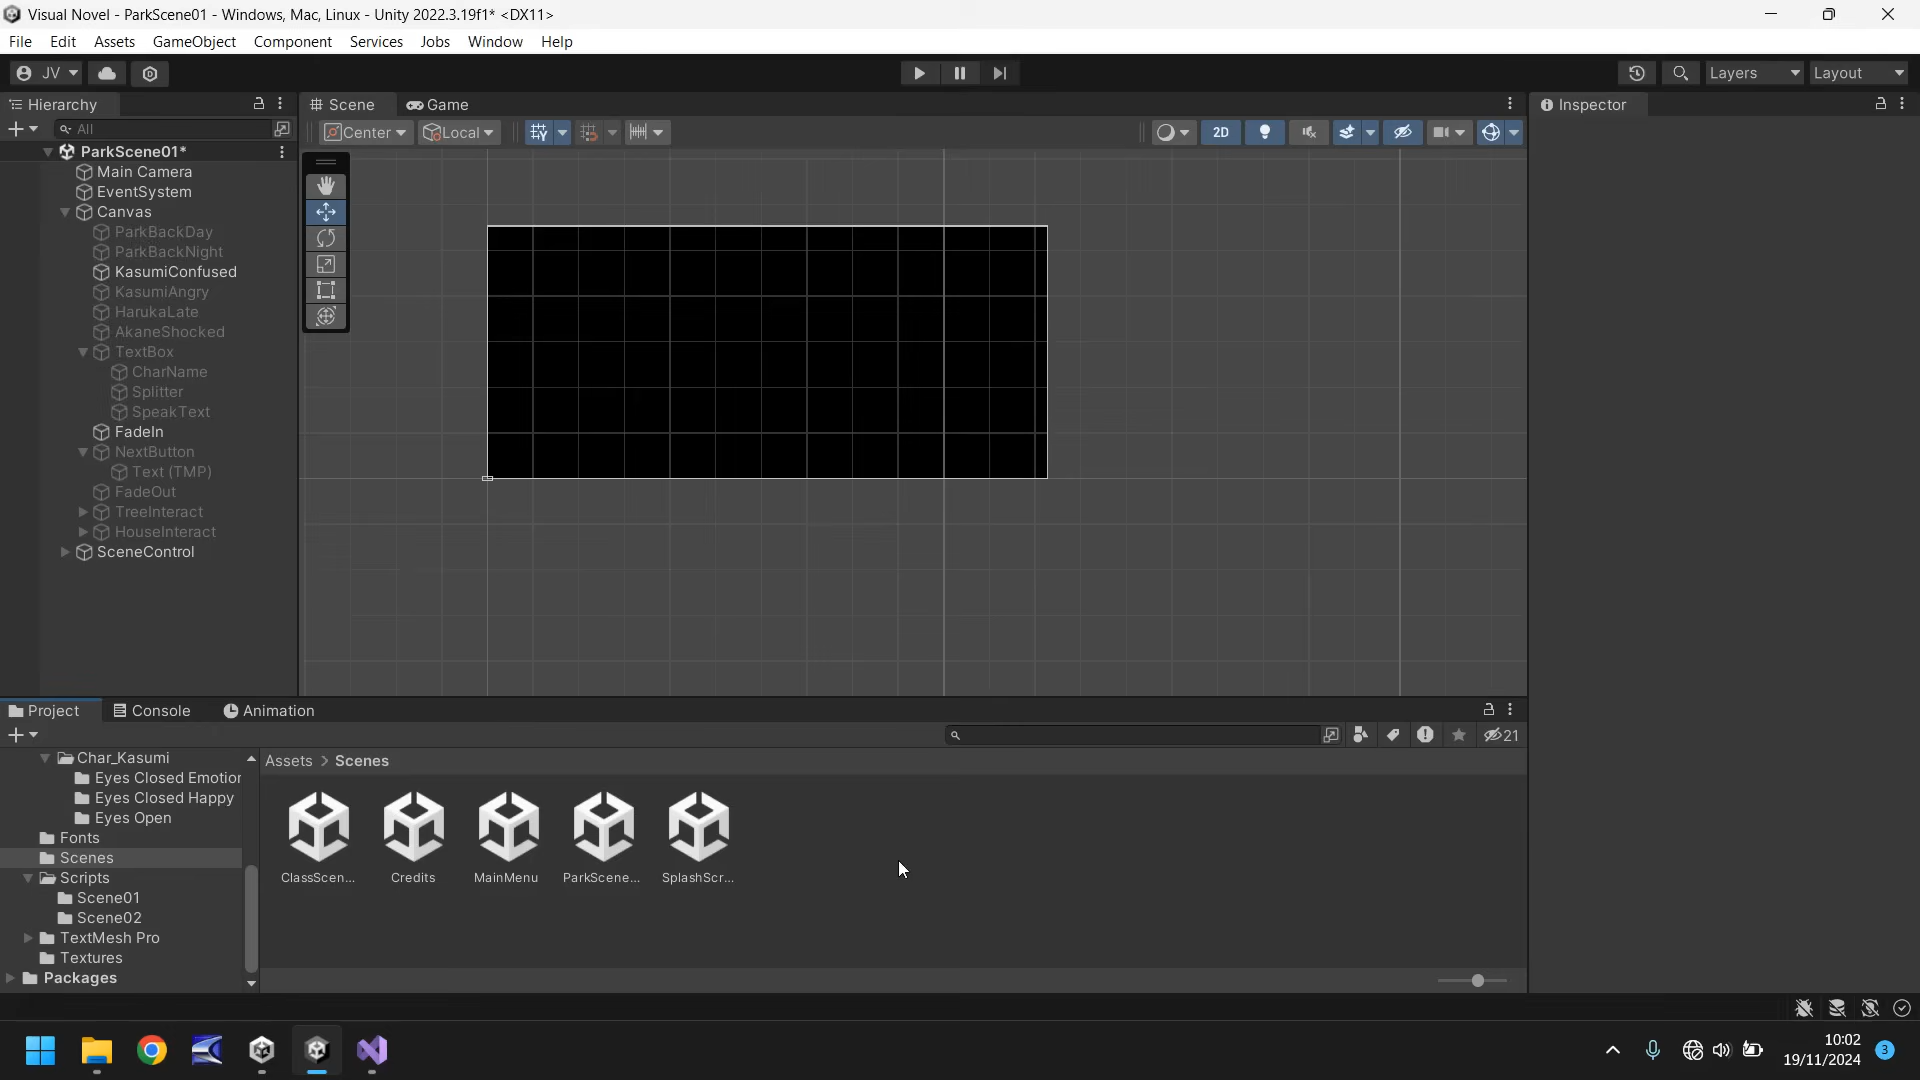 Visual Novel - ParkScene01 - Windows, Mac, Linux - Unity 2022.3.19f1* <DX11>
File Edit Assets GameObject Component Services Jobs Window Help
JV Layers Layout
Hierarchy Scene Game Inspector
All Center Local 2D
ParkScene01*
Main Camera
EventSystem
Canvas
ParkBackDay
ParkBackNight
KasumiConfused
KasumiAngry
HarukaLate
AkaneShocked
TextBox
CharName
Splitter
SpeakText
FadeIn
NextButton
Text (TMP)
FadeOut
TreeInteract
HouseInteract
SceneControl
Project Console Animation
21
Char_Kasumi
Eyes Closed Emotior
Eyes Closed Happy
Eyes Open
Fonts
Scenes
Scripts
Scene01
Scene02
TextMesh Pro
Textures
Packages
Assets > Scenes
ClassScen... Credits MainMenu ParkScene... SplashScr...
10:02
19/11/2024
3